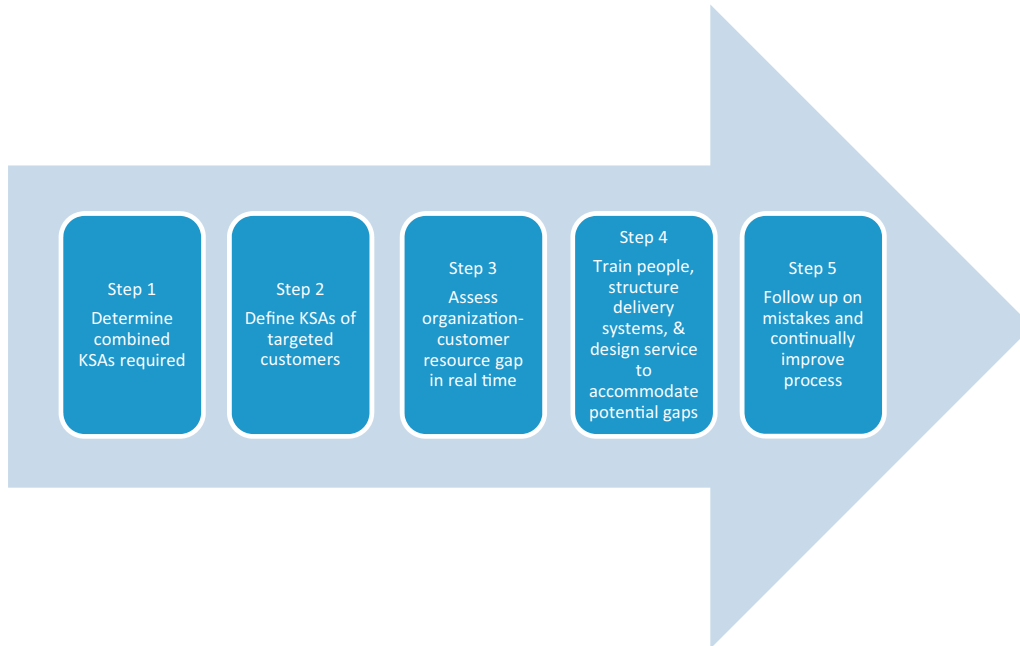 Step 1
Determine
combined
KSAs required
Step 2
Define KSAs of
targeted
customers
Step 3
Assess
organization-
customer
resource gap
in real time
Step 4
Train people,
structure
delivery
systems, &
design service
to
accommodate
potential gaps
Step 5
Follow up on
mistakes and
continually
improve
process